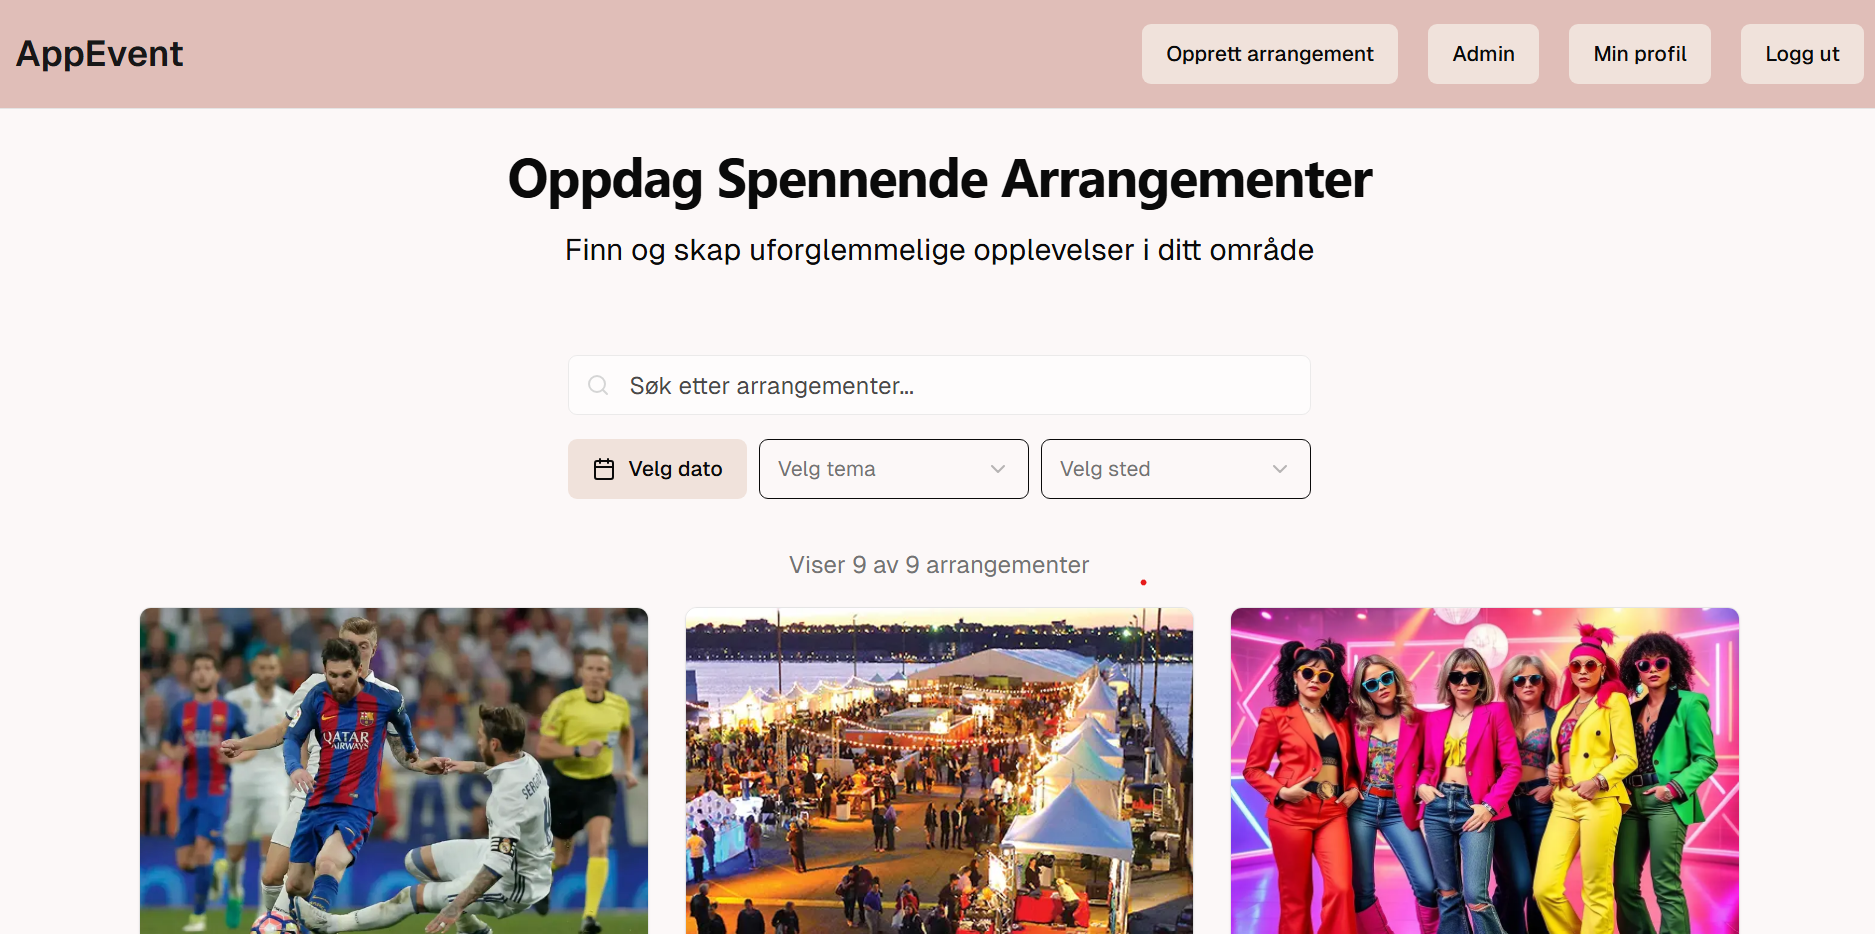 AppEvent
Opprett arrangement
Admin
Min profil
Logg ut
Oppdag Spennende Arrangementer
Finn og skap uforglemmelige opplevelser i ditt område
Søk etter arrangementer...
Velg dato
Velg tema
Velg sted
Viser 9 av 9 arrangementer
QATAR
AIRWAYS